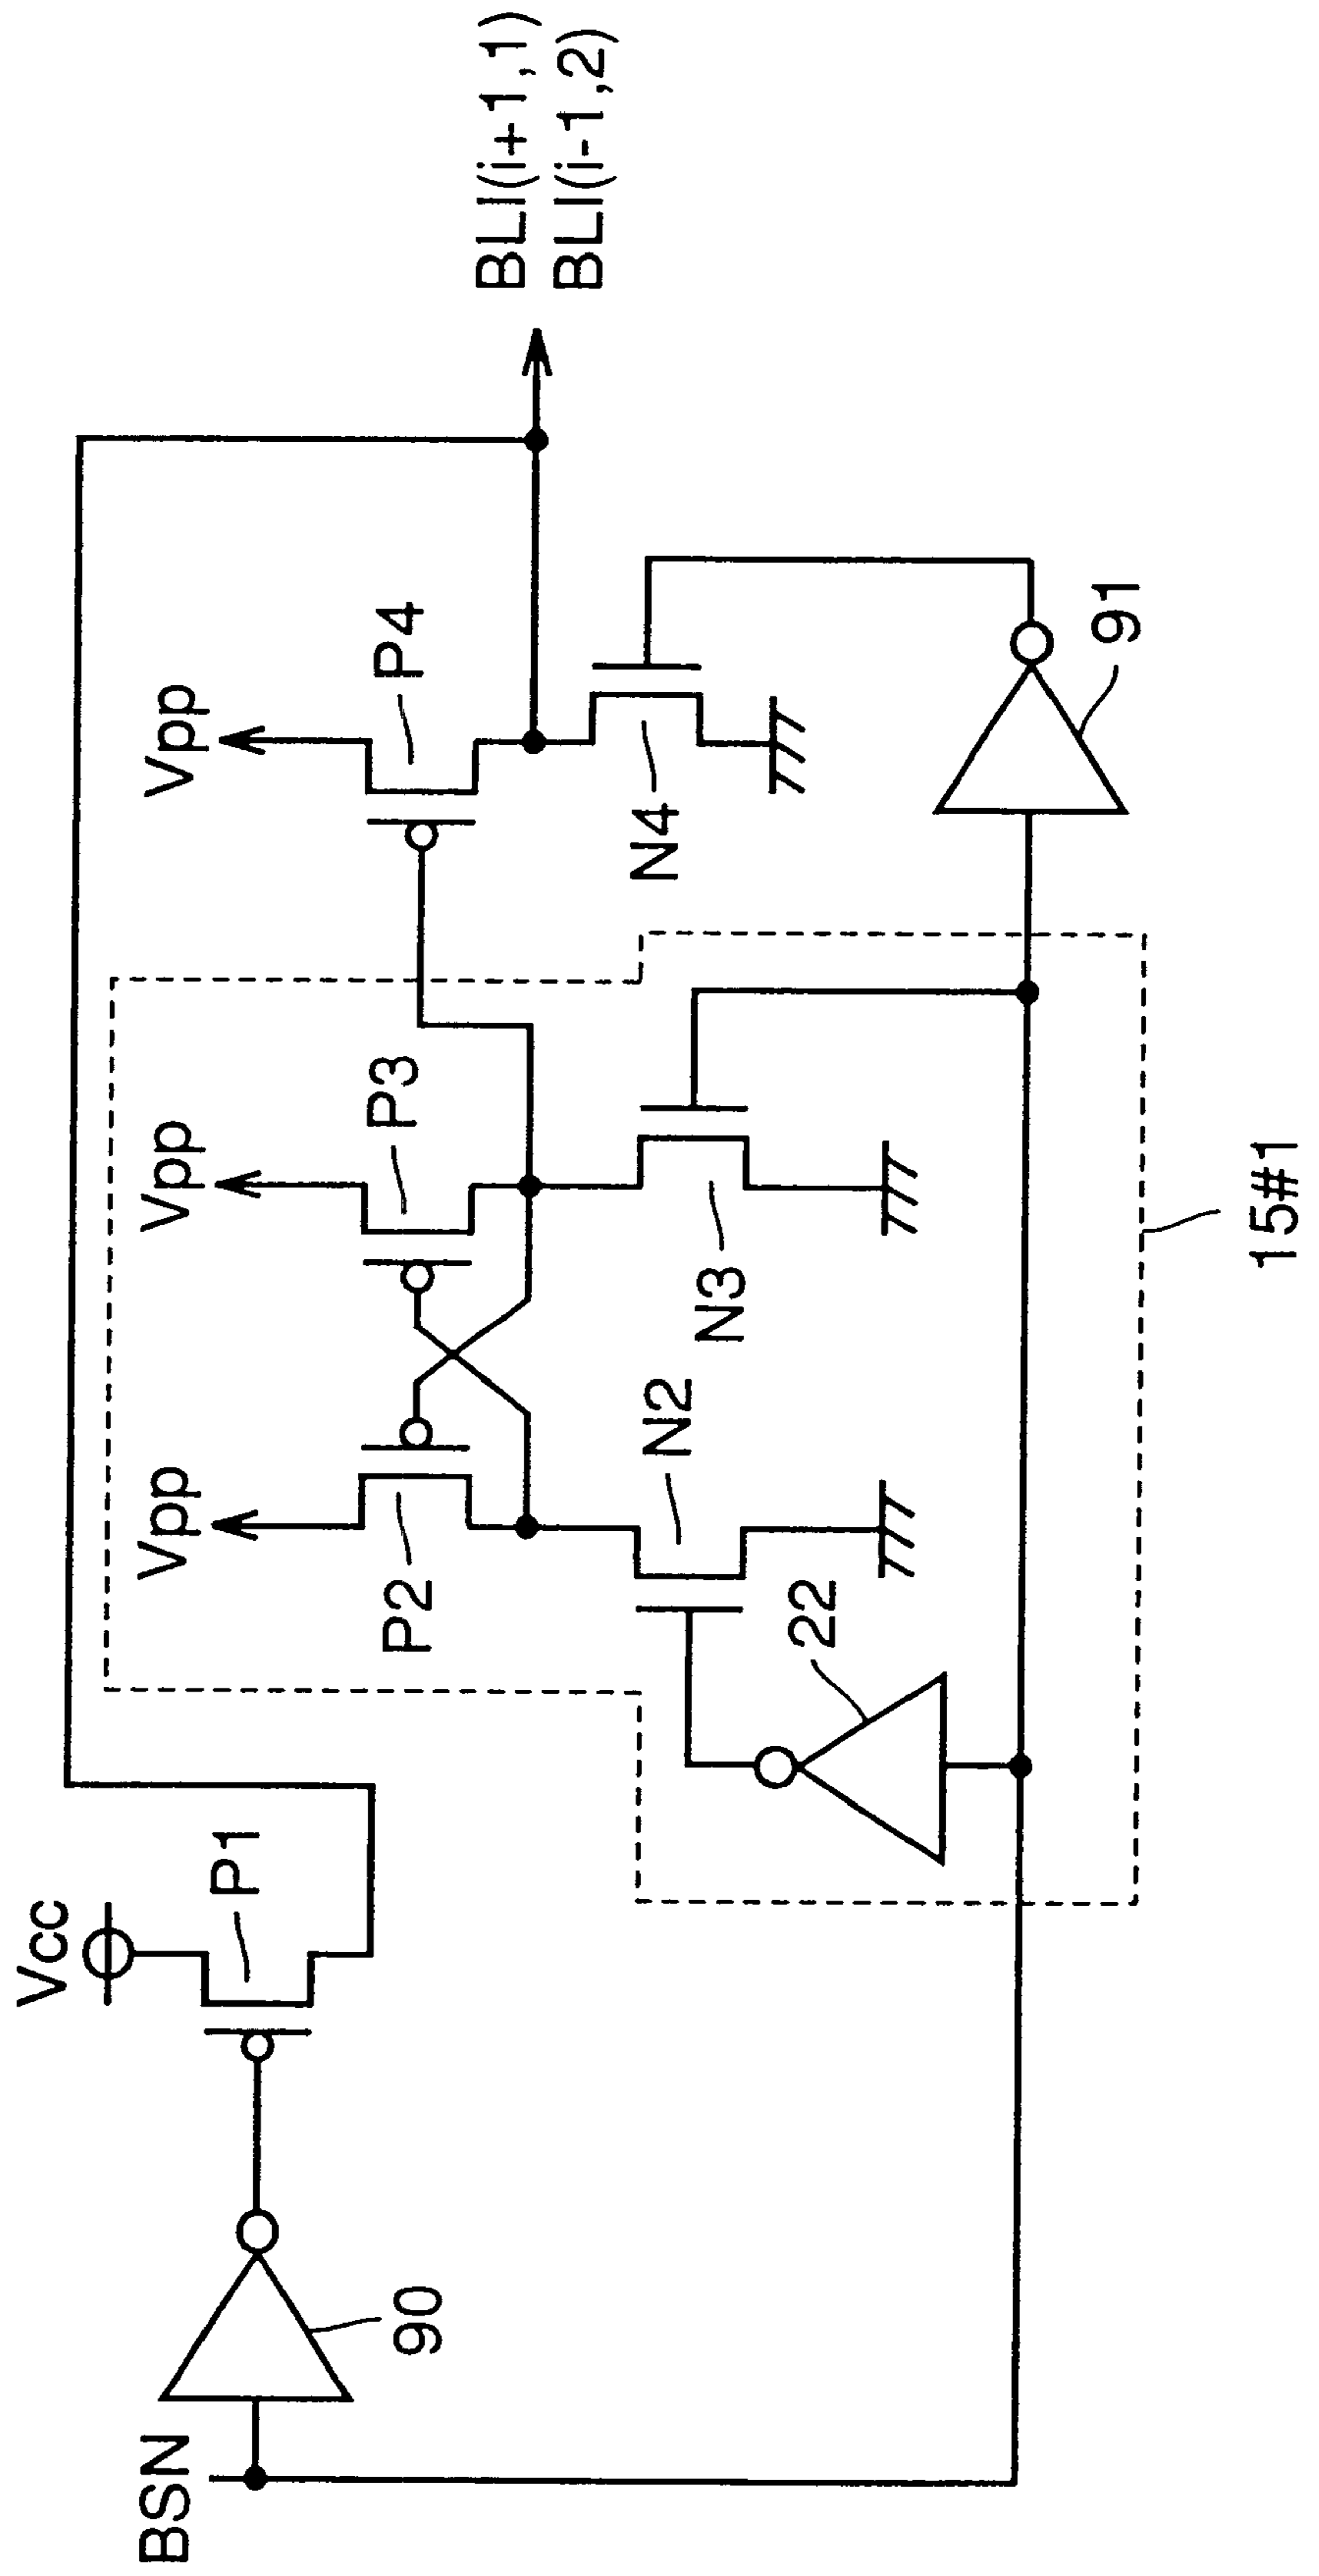 BSN
90
Vcc
P1
Vpp
P2
Vpp
P3
Vpp
P4
22
N2
N3
N4
91
15#1
BLI(i+1,1)
BLI(i-1,2)